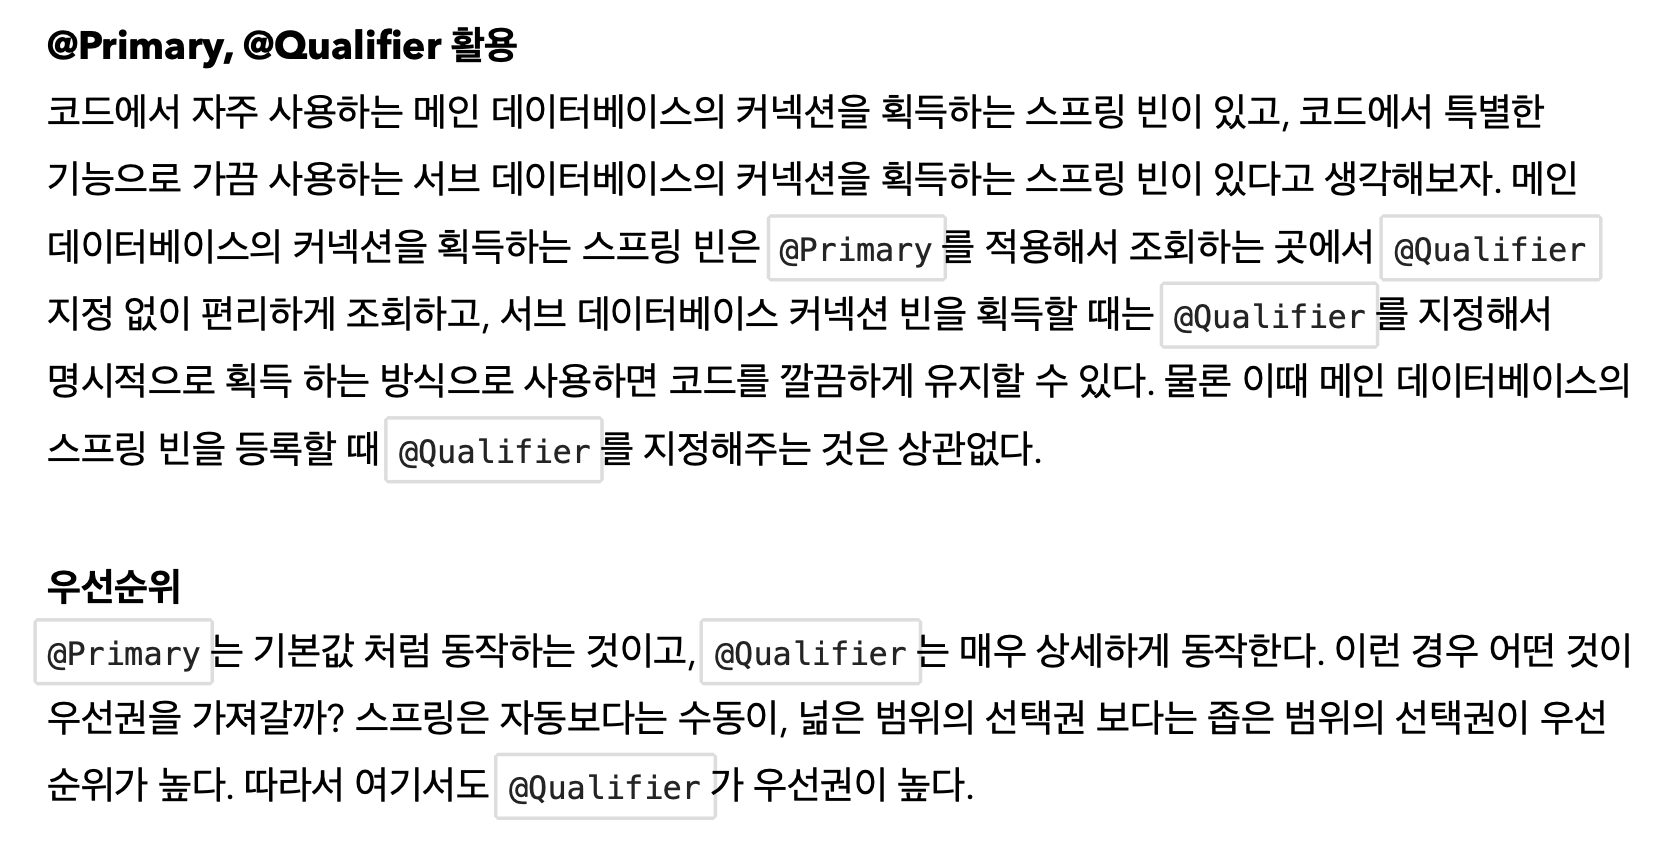 @Primary, @Qualifier 활용
코드에서 자주 사용하는 메인 데이터베이스의 커넥션을 획득하는 스프링 빈이 있고, 코드에서 특별한
기능으로 가끔 사용하는 서브 데이터베이스의 커넥션을 획득하는 스프링 빈이 있다고 생각해보자. 메인
데이터베이스의 커넥션을 획득하는 스프링 빈은 @Primary 를 적용해서 조회하는 곳에서 @Qualifier
지정 없이 편리하게 조회하고, 서브 데이터베이스 커넥션 빈을 획득할 때는 @Qualifier 를 지정해서
명시적으로 획득 하는 방식으로 사용하면 코드를 깔끔하게 유지할 수 있다. 물론 이때 메인 데이터베이스의
스프링 빈을 등록할 때 @Qualifier 를 지정해주는 것은 상관없다.
우선순위
@Primary 는 기본값 처럼 동작하는 것이고, @Qualifier 는 매우 상세하게 동작한다. 이런 경우 어떤 것이
우선권을 가져갈까? 스프링은 자동보다는 수동이, 넒은 범위의 선택권 보다는 좁은 범위의 선택권이 우선
순위가 높다. 따라서 여기서도 @Qualifier 가 우선권이 높다.